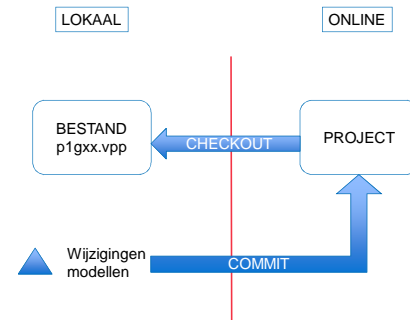 LOKAAL
ONLINE
BESTAND
p1gxx.vpp
CHECKOUT
PROJECT
Wijzigingen
modellen
COMMIT